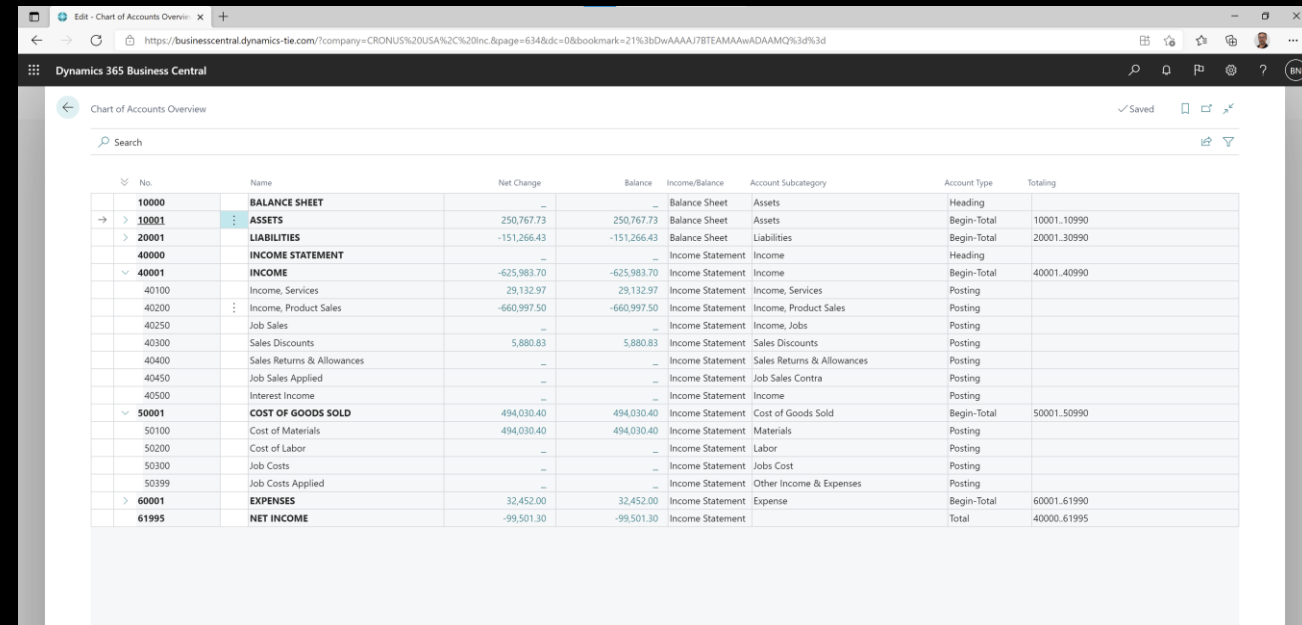 Edit - Chart of Accounts Overvie
https://businesscentral.dynamics-tie.com/?company=CRONUS%20USA%2C%20Inc.&page=634&dc=0&bookmark=21%3bDwAAAAJ7BTEAMAAwADAAMQ%3d%3d
Dynamics 365 Business Central
BN
Chart of Accounts Overview
Saved
Search
No. Name Net Change Balance Income/Balance Account Subcategory Account Type Totaling
10000 BALANCE SHEET _ _ Balance Sheet Assets Heading
10001 ASSETS 250,767.73 250,767.73 Balance Sheet Assets Begin-Total 10001..10990
20001 LIABILITIES -151,266.43 -151,266.43 Balance Sheet Liabilities Begin-Total 20001..30990
40000 INCOME STATEMENT _ _ Income Statement Income Heading
40001 INCOME -625,983.70 -625,983.70 Income Statement Income Begin-Total 40001..40990
40100 Income, Services 29,132.97 29,132.97 Income Statement Income, Services Posting
40200 Income, Product Sales -660,997.50 -660,997.50 Income Statement Income, Product Sales Posting
40250 Job Sales _ _ Income Statement Income, Jobs Posting
40300 Sales Discounts 5,880.83 5,880.83 Income Statement Sales Discounts Posting
40400 Sales Returns & Allowances _ _ Income Statement Sales Returns & Allowances Posting
40450 Job Sales Applied _ _ Income Statement Job Sales Contra Posting
40500 Interest Income _ _ Income Statement Income Posting
50001 COST OF GOODS SOLD 494,030.40 494,030.40 Income Statement Cost of Goods Sold Begin-Total 50001..50990
50100 Cost of Materials 494,030.40 494,030.40 Income Statement Materials Posting
50200 Cost of Labor _ _ Income Statement Labor Posting
50300 Job Costs _ _ Income Statement Jobs Cost Posting
50399 Job Costs Applied _ _ Income Statement Other Income & Expenses Posting
60001 EXPENSES 32,452.00 32,452.00 Income Statement Expense Begin-Total 60001..61990
61995 NET INCOME -99,501.30 -99,501.30 Income Statement Total 40000..61995